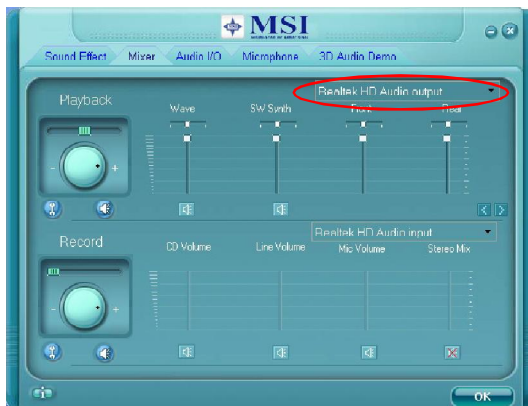 MSI
Sound Effect Mixer Audio I/O Microphone 3D Audio Demo
Realtek HD Audio output
Playback
Wave SW Synth Front Rear
- +
Realtek HD Audio input
Record
CD Volume Line Volume Mic Volume Stereo Mix
- +
i
OK